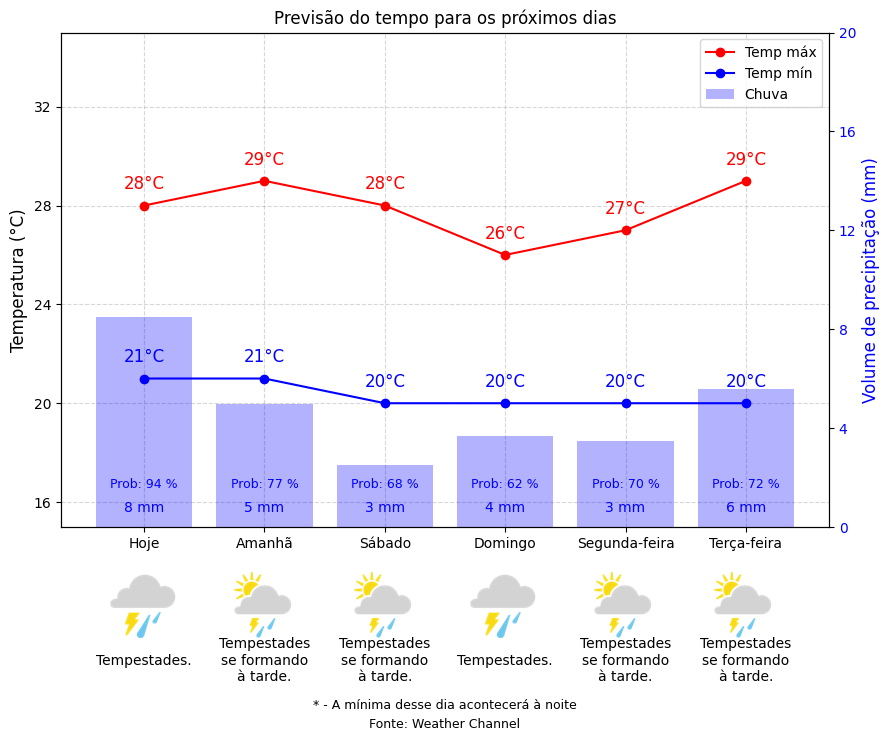 Previsão do tempo para os próximos dias
Temp máx
Temp mín
Chuva
Temperatura (°C)
32
28
24
20
16
Volume de precipitação (mm)
20
16
12
8
4
0
28°C
29°C
28°C
26°C
27°C
29°C
21°C
21°C
20°C
20°C
20°C
20°C
Prob: 94 %
Prob: 77 %
Prob: 68 %
Prob: 62 %
Prob: 70 %
Prob: 72 %
8 mm
5 mm
3 mm
4 mm
3 mm
6 mm
Hoje
Amanhã
Sábado
Domingo
Segunda-feira
Terça-feira
Tempestades.
Tempestades
se formando
à tarde.
Tempestades
se formando
à tarde.
Tempestades.
Tempestades
se formando
à tarde.
Tempestades
se formando
à tarde.
* - A mínima desse dia acontecerá à noite
Fonte: Weather Channel